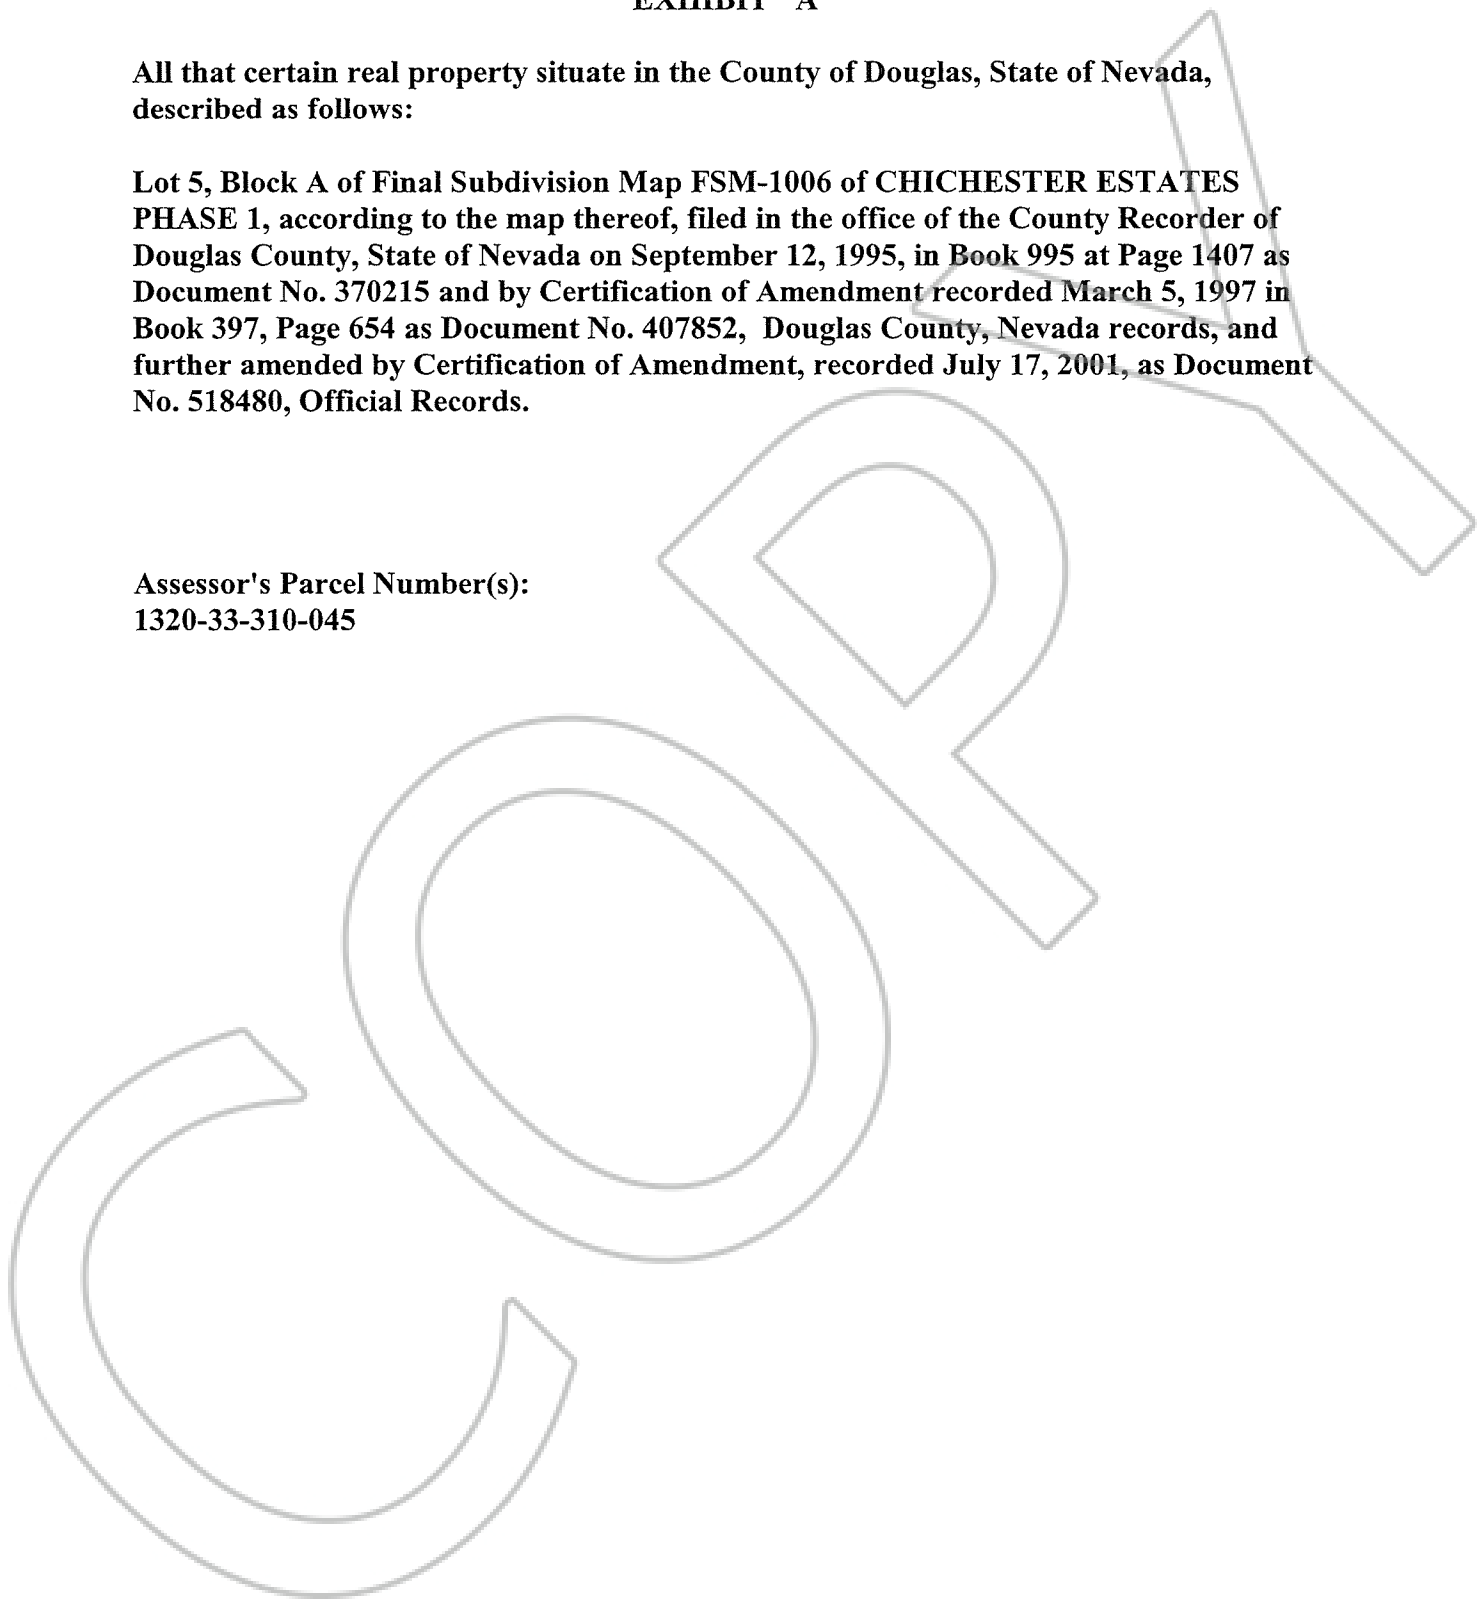 EXHIBIT A
All that certain real property situate in the County of Douglas, State of Nevada,
described as follows:
Lot 5, Block A of Final Subdivision Map FSM-1006 of CHICHESTER ESTATES
PHASE 1, according to the map thereof, filed in the office of the County Recorder of
Douglas County, State of Nevada on September 12, 1995, in Book 995 at Page 1407 as
Document No. 370215 and by Certification of Amendment recorded March 5, 1997 in
Book 397, Page 654 as Document No. 407852, Douglas County, Nevada records, and
further amended by Certification of Amendment, recorded July 17, 2001, as Document
No. 518480, Official Records.
Assessor's Parcel Number(s):
1320-33-310-045
COPY